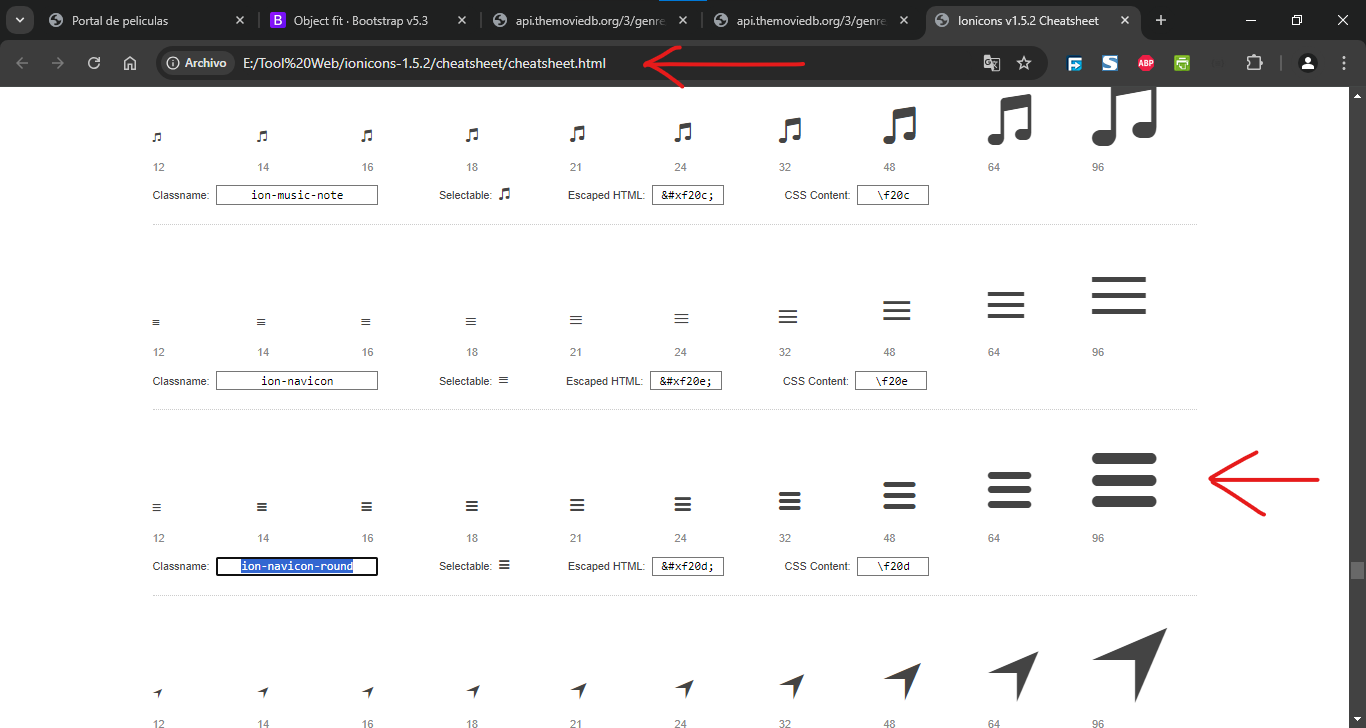 Portal de peliculas
Object fit · Bootstrap v5.3
api.themoviedb.org/3/genre
api.themoviedb.org/3/genre
Ionicons v1.5.2 Cheatsheet
Archivo E:/Tool%20Web/ionicons-1.5.2/cheatsheet/cheatsheet.html
ABP
12 14 16 18 21 24 32 48 64 96
Classname: ion-music-note Selectable: Escaped HTML: &#xf20c; CSS Content: \f20c
12 14 16 18 21 24 32 48 64 96
Classname: ion-navicon Selectable: Escaped HTML: &#xf20e; CSS Content: \f20e
12 14 16 18 21 24 32 48 64 96
Classname: ion-navicon-round Selectable: Escaped HTML: &#xf20d; CSS Content: \f20d
12 14 16 18 21 24 32 48 64 96